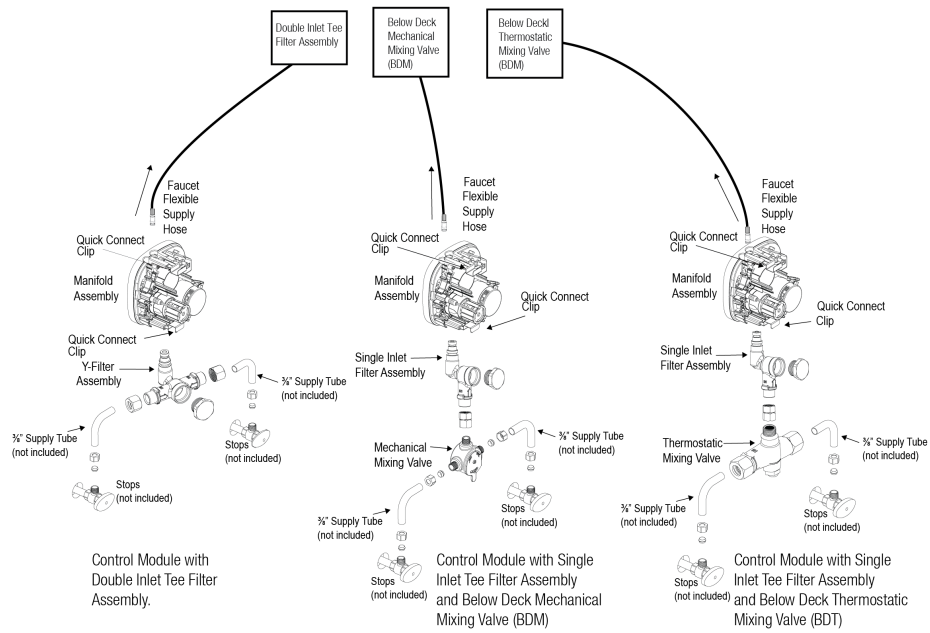 Double Inlet Tee
Filter Assembly
Below Deck
Mechanical
Mixing Valve
(BDM)
Below Deckl
Thermostatic
Mixing Valve
(BDM)
Faucet
Flexible
Supply
Hose
Quick Connect
Clip
Manifold
Assembly
Quick Connect
Clip
Y-Filter
Assembly
⅜" Supply Tube
(not included)
⅜" Supply Tube
(not included)
Stops
(not included)
Stops
(not included)
Control Module with
Double Inlet Tee Filter
Assembly.
Faucet
Flexible
Supply
Hose
Quick Connect
Clip
Manifold
Assembly
Quick Connect
Clip
Single Inlet
Filter Assembly
Mechanical
Mixing Valve
⅜" Supply Tube
(not included)
⅜" Supply Tube
(not included)
Stops
(not included)
Stops
(not included)
Control Module with Single
Inlet Tee Filter Assembly
and Below Deck Mechanical
Mixing Valve (BDM)
Faucet
Flexible
Supply
Hose
Quick Connect
Clip
Manifold
Assembly
Quick Connect
Clip
Single Inlet
Filter Assembly
Thermostatic
Mixing Valve
⅜" Supply Tube
(not included)
⅜" Supply Tube
(not included)
Stops
(not included)
Stops
(not included)
Control Module with Single
Inlet Tee Filter Assembly
and Below Deck Thermostatic
Mixing Valve (BDT)